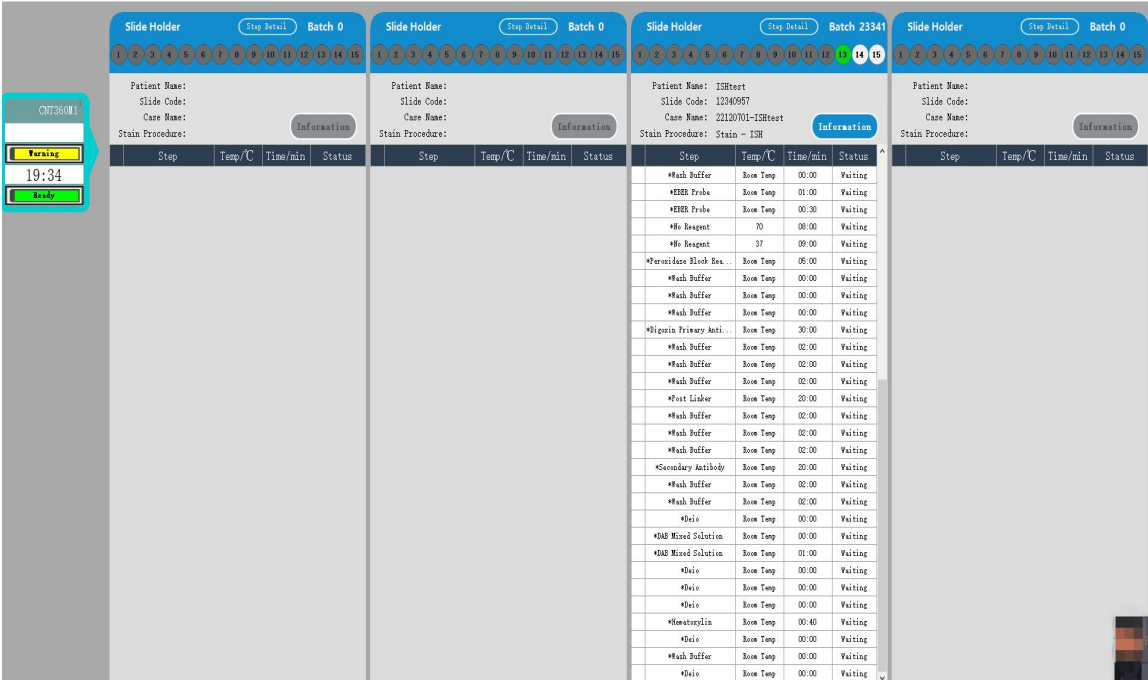 CNT360M1
Warning
19:34
Ready
Slide Holder Step Detail Batch 0
1 2 3 4 5 6 7 8 9 10 11 12 13 14 15
Patient Name:
Slide Code:
Case Name:
Stain Procedure:
Information
Step Temp/℃ Time/min Status
Slide Holder Step Detail Batch 0
1 2 3 4 5 6 7 8 9 10 11 12 13 14 15
Patient Name:
Slide Code:
Case Name:
Stain Procedure:
Information
Step Temp/℃ Time/min Status
Slide Holder Step Detail Batch 23341
1 2 3 4 5 6 7 8 9 10 11 12 13 14 15
Patient Name: ISHtest
Slide Code: 12340957
Case Name: 22120701-ISHtest
Stain Procedure: Stain - ISH
Information
Step Temp/℃ Time/min Status
*Wash Buffer Room Temp 00:00 Waiting
*EBER Probe Room Temp 01:00 Waiting
*EBER Probe Room Temp 00:30 Waiting
*No Reagent 70 08:00 Waiting
*No Reagent 37 09:00 Waiting
*Peroxidase Block Rea... Room Temp 05:00 Waiting
*Wash Buffer Room Temp 00:00 Waiting
*Wash Buffer Room Temp 00:00 Waiting
*Wash Buffer Room Temp 00:00 Waiting
*Digoxin Primary Anti... Room Temp 30:00 Waiting
*Wash Buffer Room Temp 02:00 Waiting
*Wash Buffer Room Temp 02:00 Waiting
*Wash Buffer Room Temp 02:00 Waiting
*Post Linker Room Temp 20:00 Waiting
*Wash Buffer Room Temp 02:00 Waiting
*Wash Buffer Room Temp 02:00 Waiting
*Wash Buffer Room Temp 02:00 Waiting
*Secondary Antibody Room Temp 20:00 Waiting
*Wash Buffer Room Temp 02:00 Waiting
*Wash Buffer Room Temp 02:00 Waiting
*Deio Room Temp 00:00 Waiting
*DAB Mixed Solution Room Temp 00:00 Waiting
*DAB Mixed Solution Room Temp 01:00 Waiting
*Deio Room Temp 00:00 Waiting
*Deio Room Temp 00:00 Waiting
*Deio Room Temp 00:00 Waiting
*Hematoxylin Room Temp 00:40 Waiting
*Deio Room Temp 00:00 Waiting
*Wash Buffer Room Temp 00:00 Waiting
*Deio Room Temp 00:00 Waiting
Slide Holder Step Detail Batch 0
1 2 3 4 5 6 7 8 9 10 11 12 13 14 15
Patient Name:
Slide Code:
Case Name:
Stain Procedure:
Information
Step Temp/℃ Time/min Status